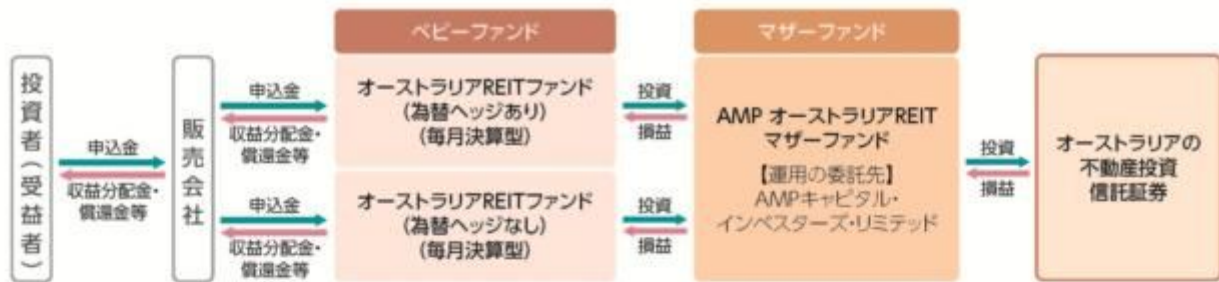 投資者(受益者)
申込金
収益分配金・
償還金等
販売会社
申込金
収益分配金・
償還金等
申込金
収益分配金・
償還金等
ベビーファンド
オーストラリアREITファンド
(為替ヘッジあり)
(毎月決算型)
オーストラリアREITファンド
(為替ヘッジなし)
(毎月決算型)
投資
損益
投資
損益
マザーファンド
AMP オーストラリアREIT
マザーファンド
【運用の委託先】
AMPキャピタル・
インベスターズ・リミテッド
投資
損益
オーストラリアの
不動産投資
信託証券